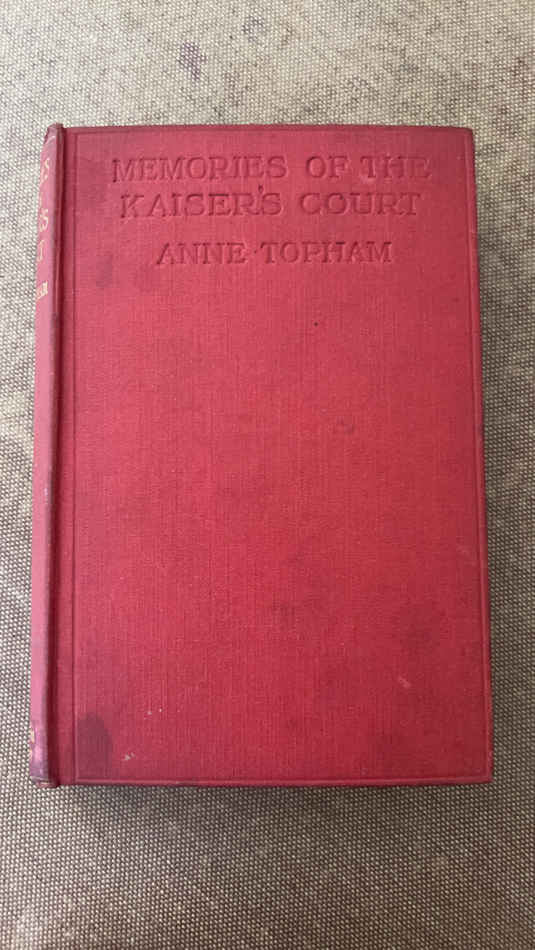 MEMORIES OF THE
KAISER'S COURT
ANNE · TOPHAM